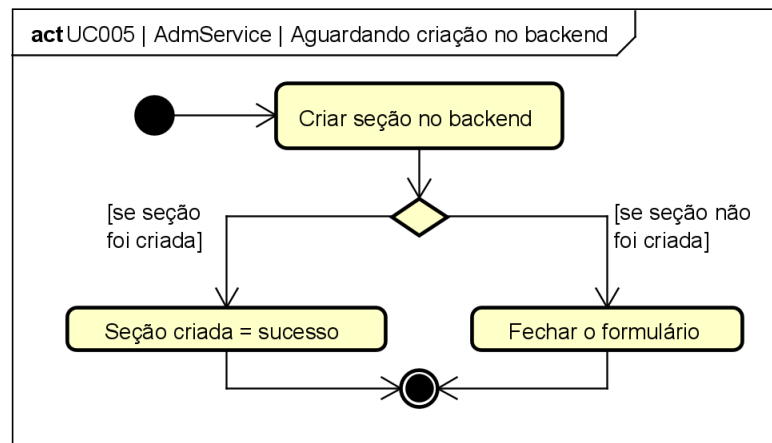 act UC005 | AdmService | Aguardando criação no backend
Criar seção no backend
[se seção
foi criada]
[se seção não
foi criada]
Seção criada = sucesso
Fechar o formulário